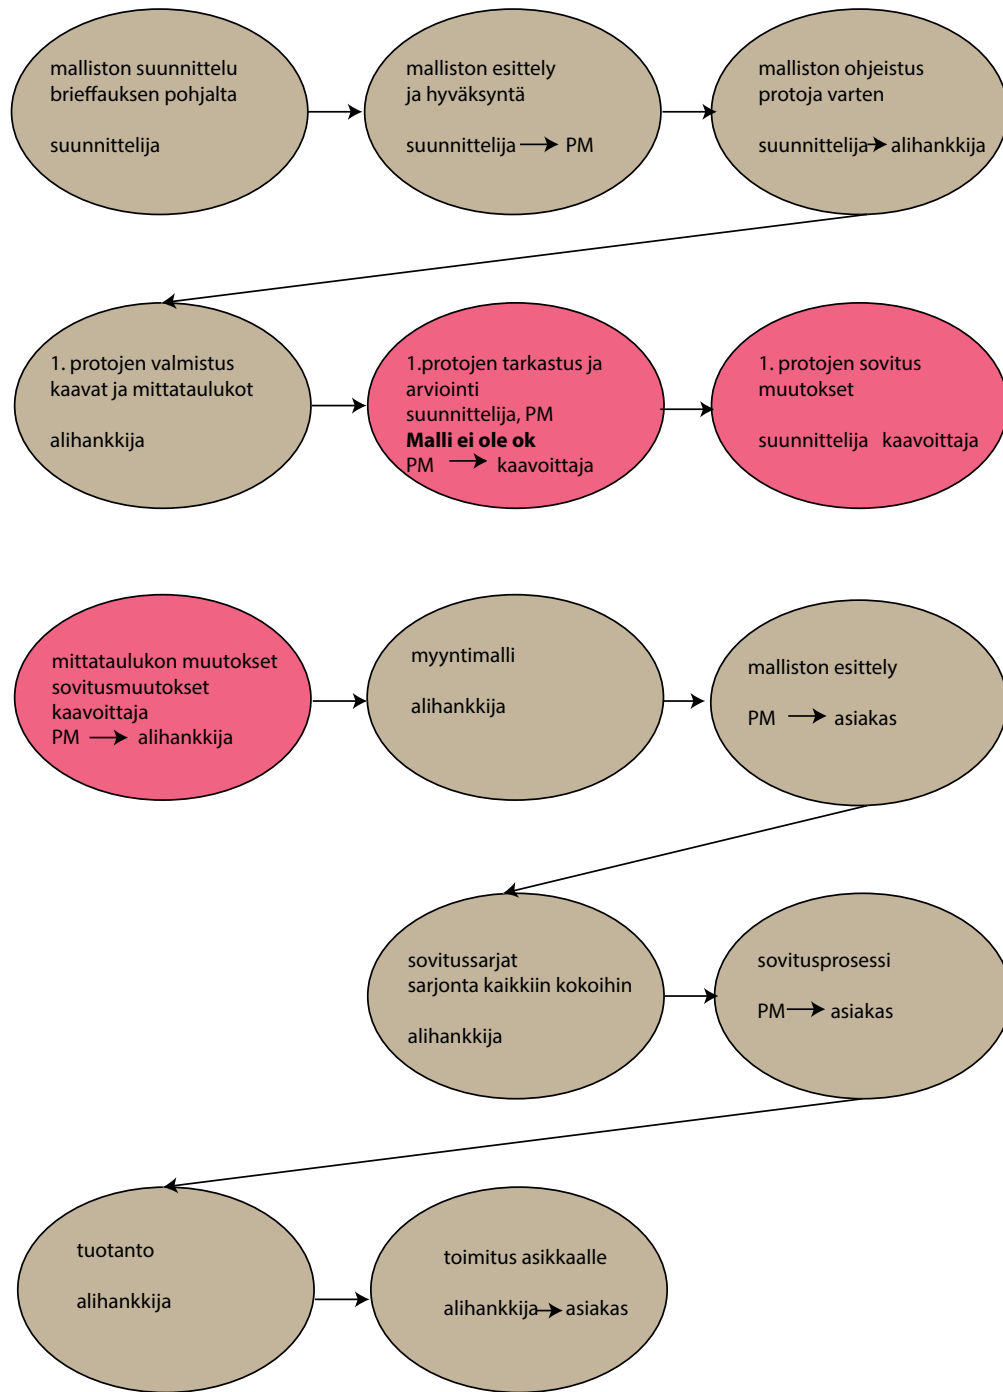 malliston suunnittelu
brieffauksen pohjalta
suunnittelija
malliston esittely
ja hyväksyntä
suunnittelija PM
malliston ohjeistus
protoja varten
suunnittelija alihankkija
1. protojen valmistus
kaavat ja mittataulukot
alihankkija
1.protojen tarkastus ja
arviointi
suunnittelija, PM
Malli ei ole ok
PM kaavoittaja
1. protojen sovitus
muutokset
suunnittelija kaavoittaja
mittataulukon muutokset
sovitusmuutokset
kaavoittaja
PM alihankkija
myyntimalli
alihankkija
malliston esittely
PM asiakas
sovitussarjat
sarjonta kaikkiin kokoihin
alihankkija
sovitusprosessi
PM asiakas
tuotanto
alihankkija
toimitus asikkaalle
alihankkija asiakas